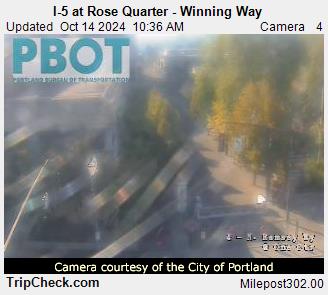 I-5 at Rose Quarter - Winning Way
Updated Oct 14 2024 10:36 AM Camera 4
PBOT
PORTLAND BUREAU OF TRANSPORTATION
Camera courtesy of the City of Portland
TripCheck.com Milepost302.00